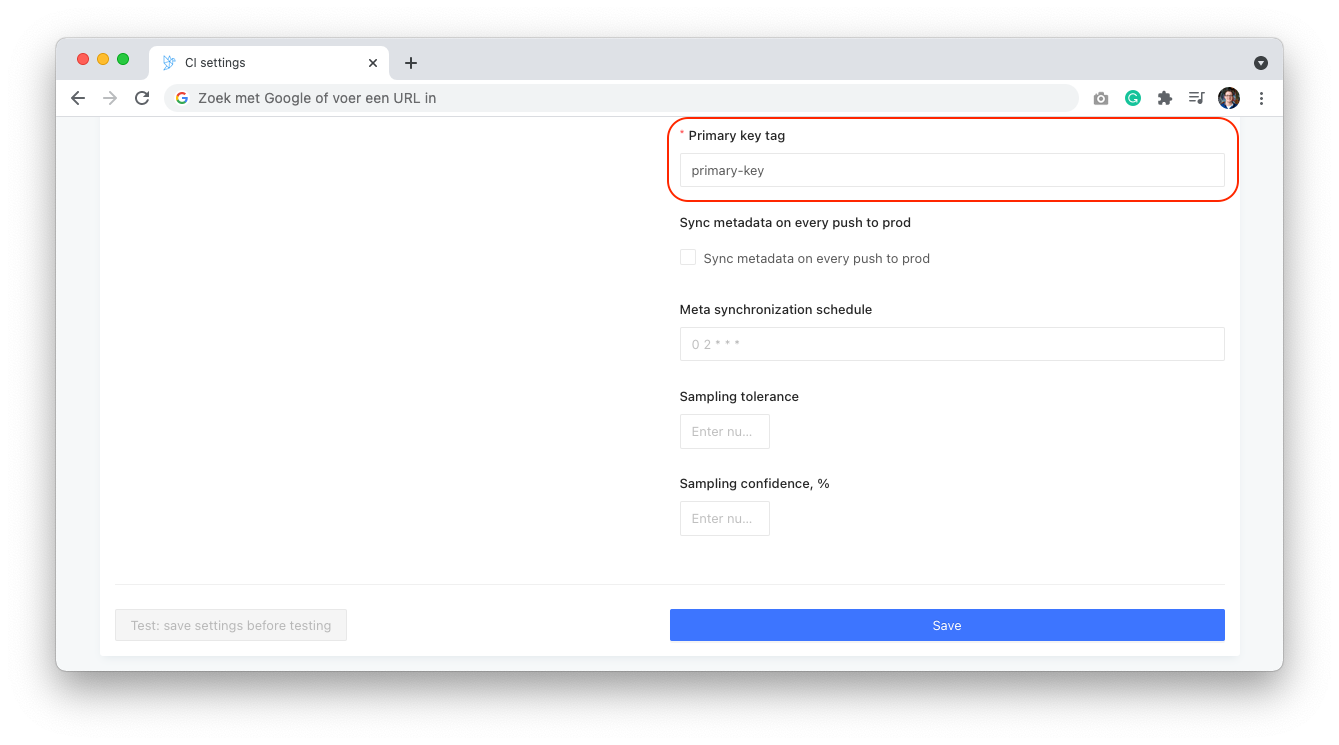 CI settings
Zoek met Google of voer een URL in
* Primary key tag
primary-key
Sync metadata on every push to prod
Sync metadata on every push to prod
Meta synchronization schedule
0 2 * * *
Sampling tolerance
Enter nu...
Sampling confidence, %
Enter nu...
Test: save settings before testing
Save